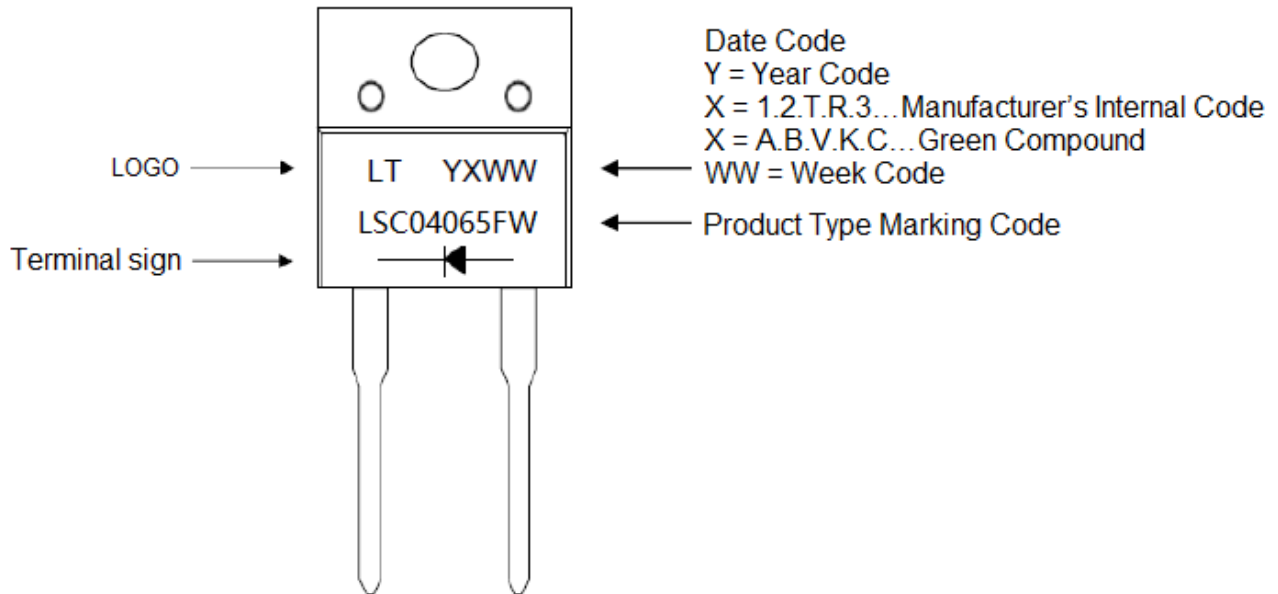 Date Code
Y = Year Code
X = 1.2.T.R.3...Manufacturer's Internal Code
X = A.B.V.K.C...Green Compound
WW = Week Code
LOGO
LT YXWW
LSC04065FW
Product Type Marking Code
Terminal sign